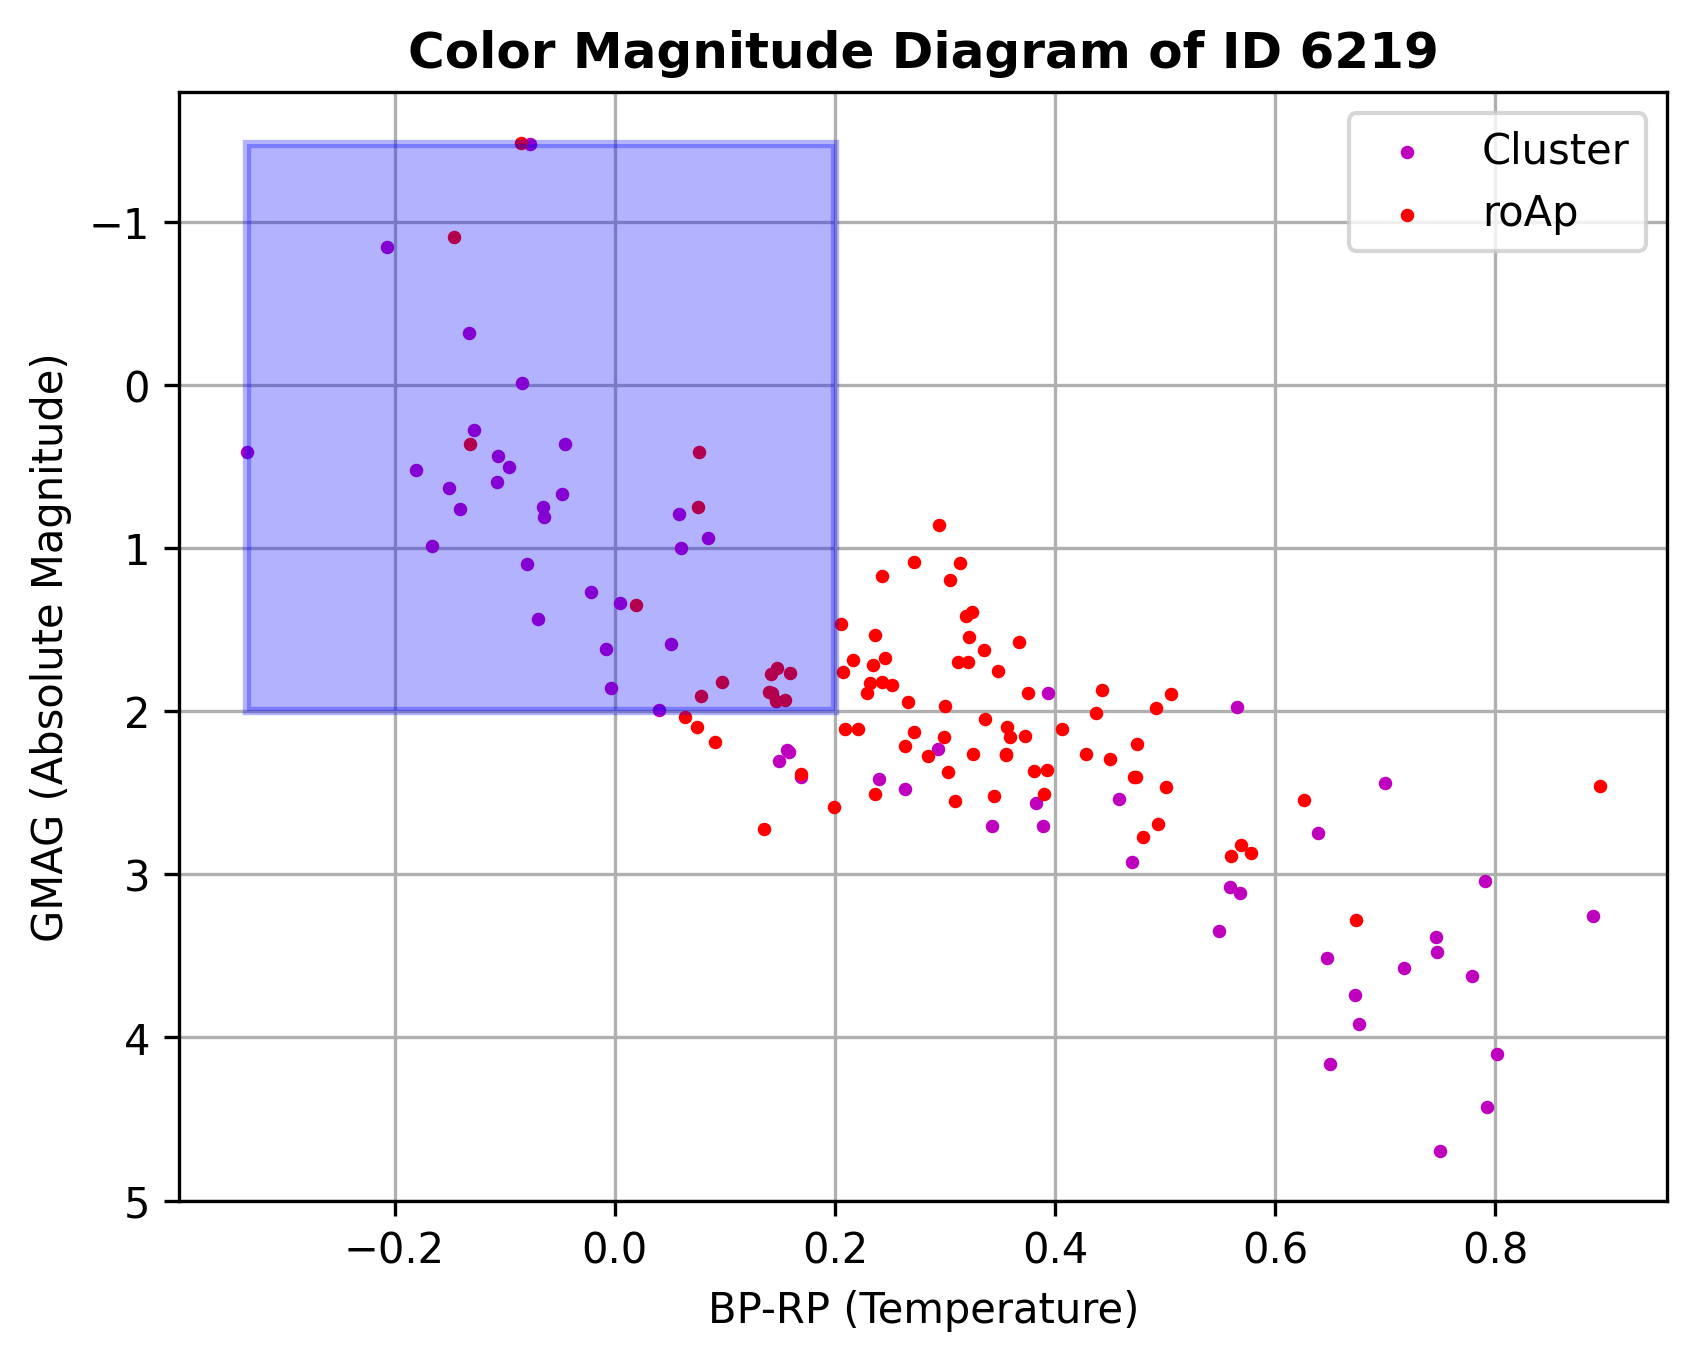 Color Magnitude Diagram of ID 6219
Cluster
roAp
GMAG (Absolute Magnitude)
−1
0
1
2
3
4
5
−0.2 0.0 0.2 0.4 0.6 0.8
BP-RP (Temperature)